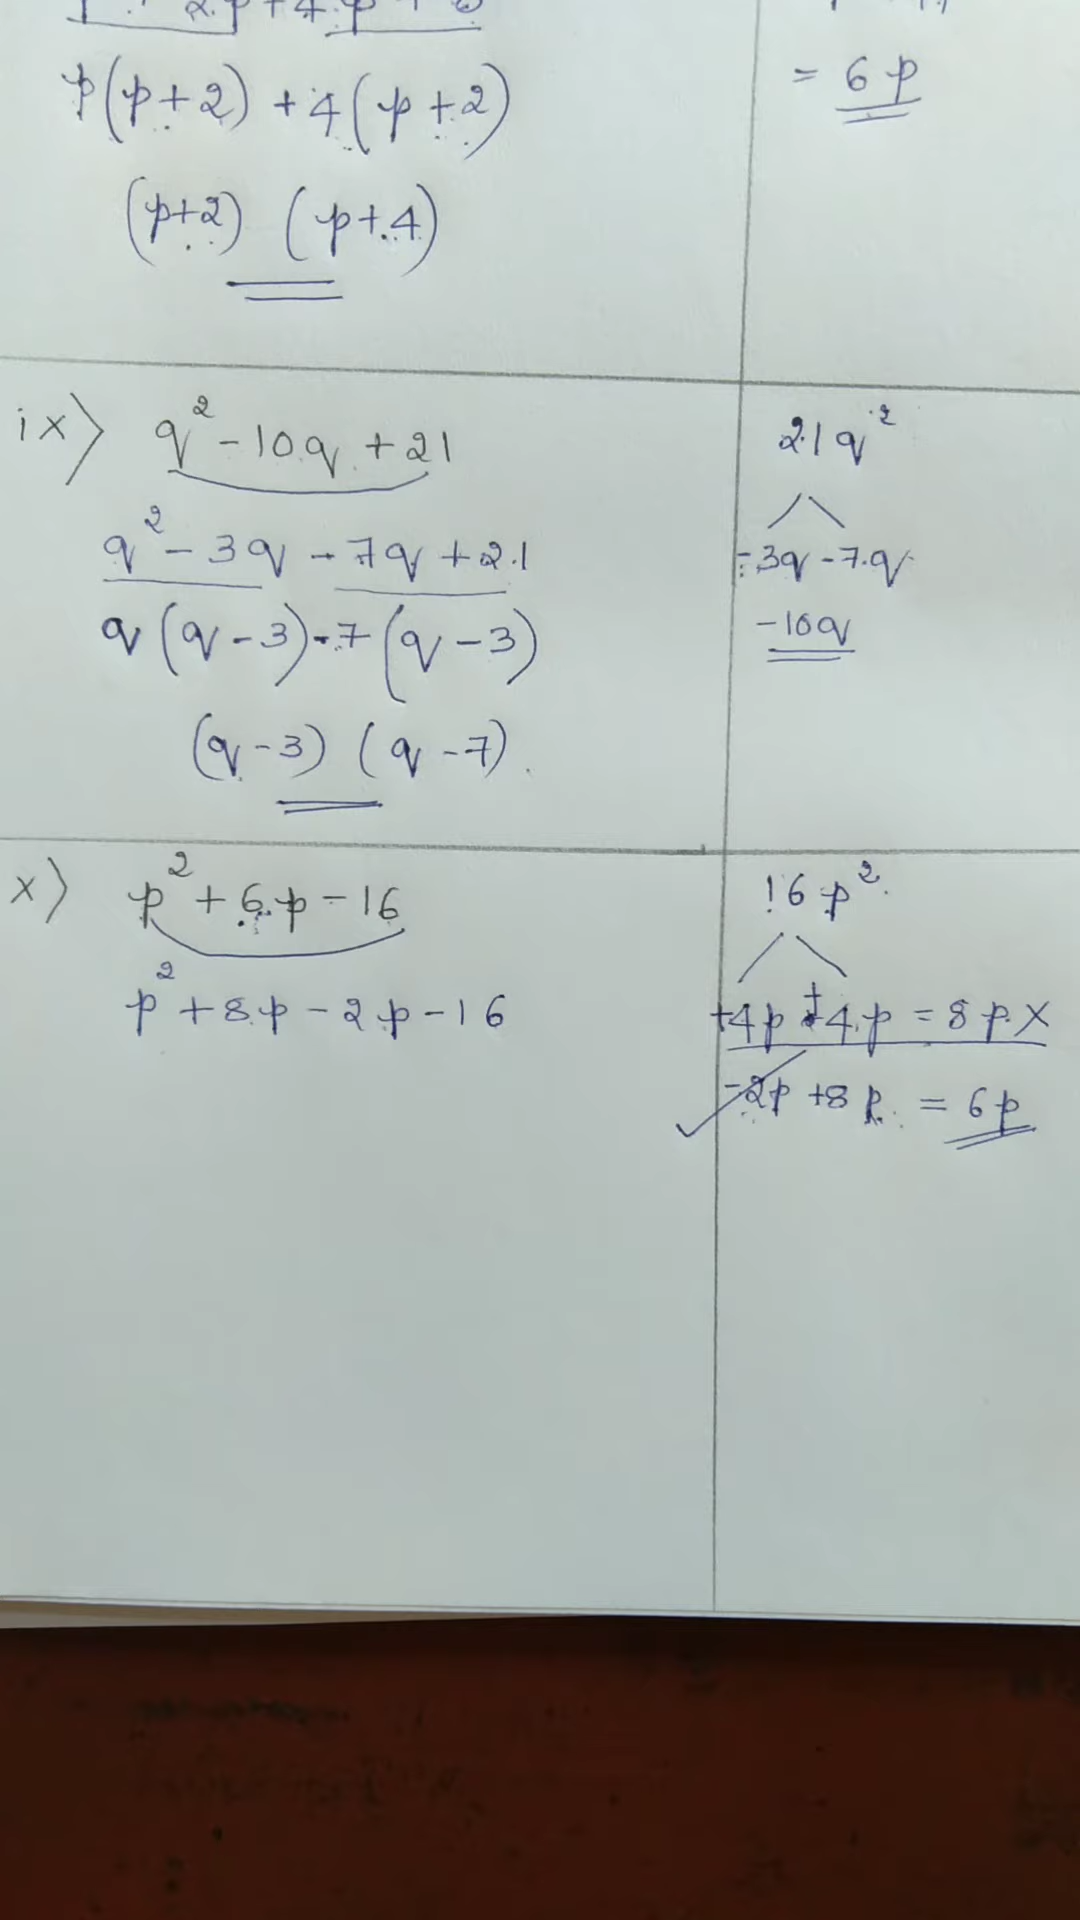 p(p+2) + 4(p+2)
(p+2) (p+4)
= 6p
ix) q² - 10q + 21
q² - 3q - 7q + 21
q(q-3) - 7(q-3)
(q-3) (q-7)
21q²
-3q -7q
-10q
x) p² + 6p - 16
p² + 8p - 2p - 16
16p²
+4p +4p = 8p X
-2p +8p = 6p